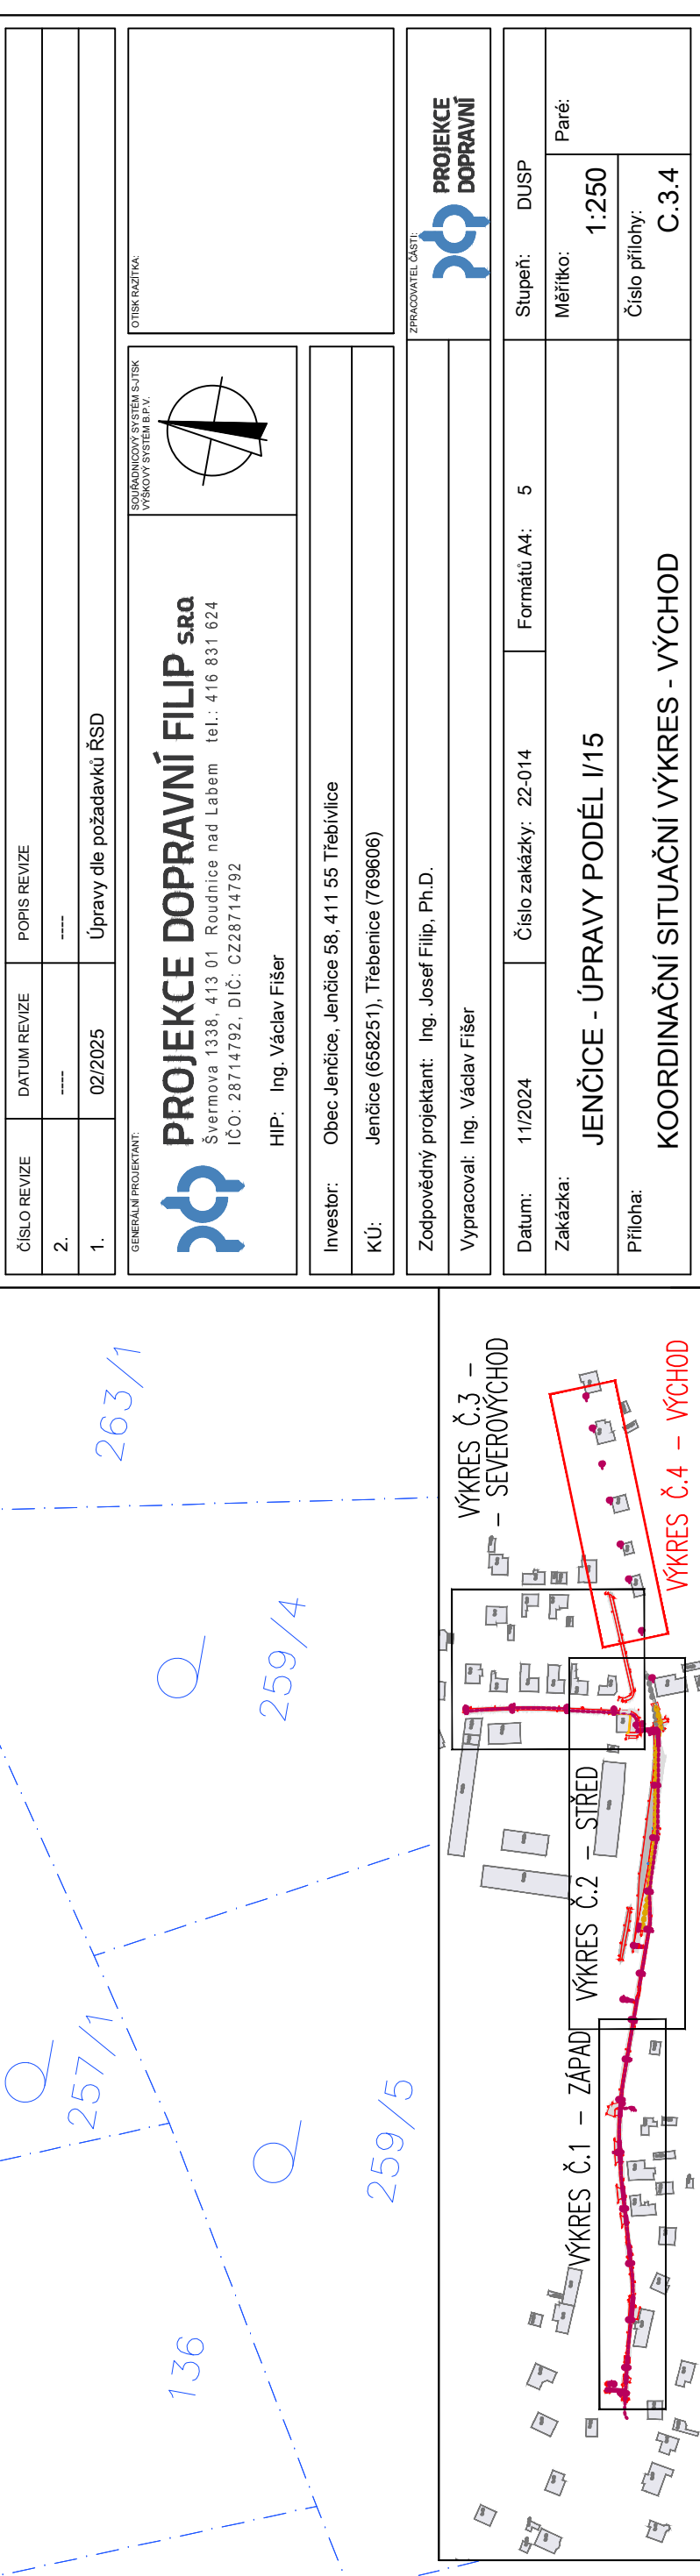 ČÍSLO REVIZE DATUM REVIZE POPIS REVIZE
2. ---- ----
1. 02/2025 Úpravy dle požadavků ŘSD
GENERÁLNÍ PROJEKTANT:
PROJEKCE DOPRAVNÍ FILIP S.R.O.
Švermova 1338, 413 01 Roudnice nad Labem tel.: 416 831 624
IČO: 28714792, DIČ: CZ28714792
HIP: Ing. Václav Fišer
SOUŘADNICOVÝ SYSTÉM S-JTSK
VÝŠKOVÝ SYSTÉM B.P.V.
OTISK RAZÍTKA:
Investor: Obec Jenčice, Jenčice 58, 411 55 Třebívlice
KÚ: Jenčice (658251), Třebenice (769606)
Zodpovědný projektant: Ing. Josef Filip, Ph.D.
Vypracoval: Ing. Václav Fišer
ZPRACOVATEL ČÁSTI:
PROJEKCE
DOPRAVNÍ
Datum: 11/2024 Číslo zakázky: 22-014 Formátů A4: 5 Stupeň: DUSP
Zakázka: JENČICE - ÚPRAVY PODÉL I/15
Měřítko: 1:250
Paré:
Příloha: KOORDINAČNÍ SITUAČNÍ VÝKRES - VÝCHOD
Číslo přílohy: C.3.4
263/1
259/4
257/1
259/5
136
VÝKRES Č.3 –
– SEVEROVÝCHOD
VÝKRES Č.4 – VÝCHOD
VÝKRES Č.2 – STŘED
VÝKRES Č.1 – ZÁPAD